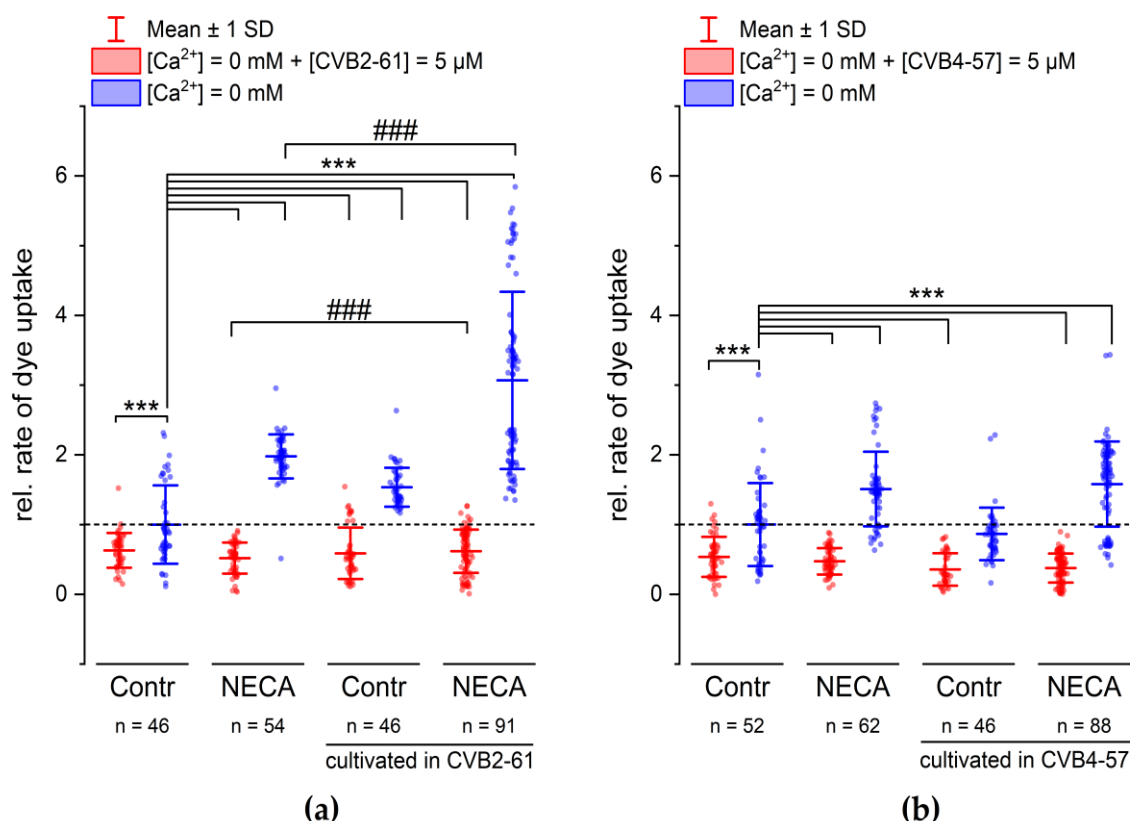 Mean ± 1 SD
[Ca²⁺] = 0 mM + [CVB2-61] = 5 µM
[Ca²⁺] = 0 mM
rel. rate of dye uptake
6
4
2
0
###
***
###
***
Contr NECA Contr NECA
n = 46 n = 54 n = 46 n = 91
cultivated in CVB2-61
(a)
Mean ± 1 SD
[Ca²⁺] = 0 mM + [CVB4-57] = 5 µM
[Ca²⁺] = 0 mM
rel. rate of dye uptake
6
4
2
0
***
***
Contr NECA Contr NECA
n = 52 n = 62 n = 46 n = 88
cultivated in CVB4-57
(b)